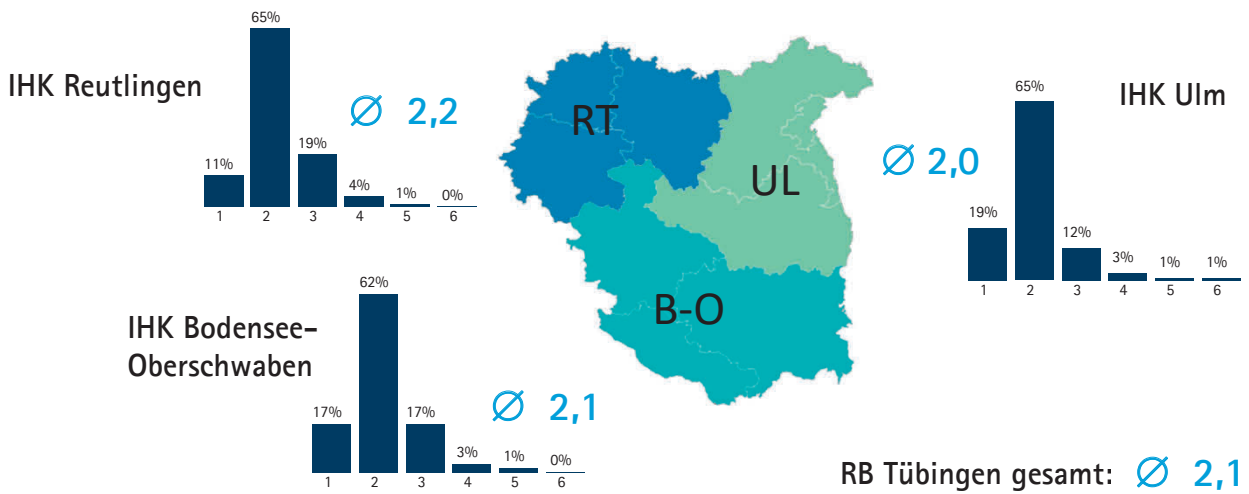 IHK Reutlingen
11% 65% 19% 4% 1% 0%
1 2 3 4 5 6
∅ 2,2
RT
UL
B-O
IHK Ulm
∅ 2,0
19% 65% 12% 3% 1% 1%
1 2 3 4 5 6
IHK Bodensee-
Oberschwaben
17% 62% 17% 3% 1% 0%
1 2 3 4 5 6
∅ 2,1
RB Tübingen gesamt: ∅ 2,1